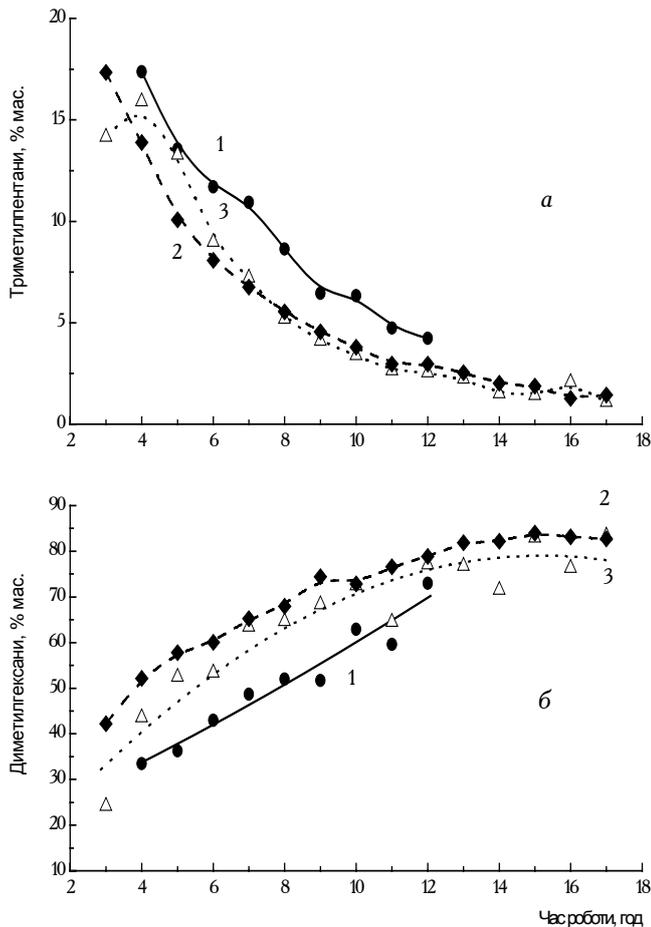 20
15
10
5
0
2 4 6 8 10 12 14 16 18
Триметилпентани, % мас.
1
3
2
а
90
80
70
60
50
40
30
20
10
2 4 6 8 10 12 14 16 18
Диметилгексани, % мас.
2
3
1
б
Час роботи, год